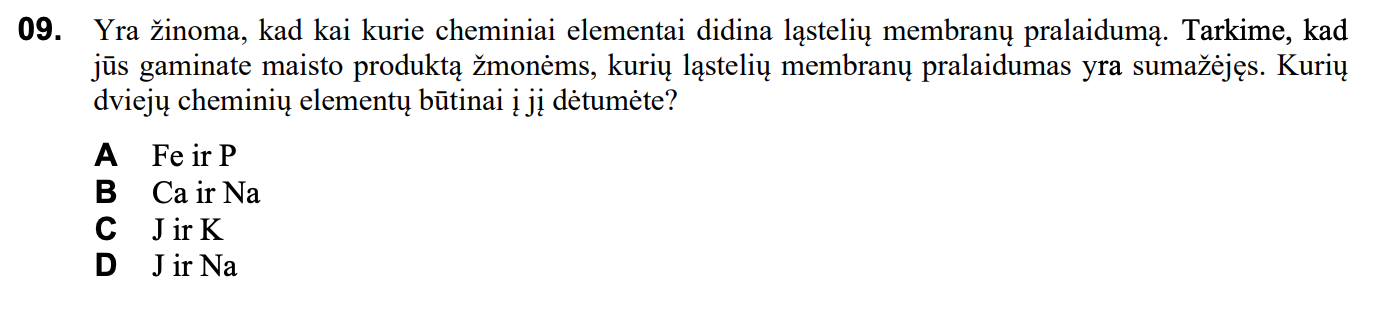 09. Yra žinoma, kad kai kurie cheminiai elementai didina ląstelių membranų pralaidumą. Tarkime, kad
jūs gaminate maisto produktą žmonėms, kurių ląstelių membranų pralaidumas yra sumažėjęs. Kurių
dviejų cheminių elementų būtinai į jį dėtumėte?
A Fe ir P
B Ca ir Na
C J ir K
D J ir Na